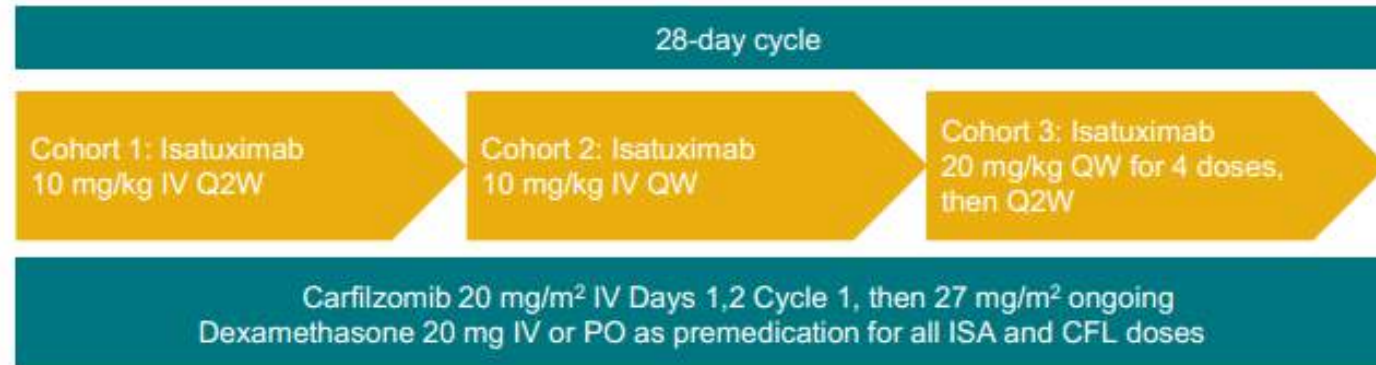 28-day cycle
Cohort 1: Isatuximab
10 mg/kg IV Q2W
Cohort 2: Isatuximab
10 mg/kg IV QW
Cohort 3: Isatuximab
20 mg/kg QW for 4 doses,
then Q2W
Carfilzomib 20 mg/m² IV Days 1,2 Cycle 1, then 27 mg/m² ongoing
Dexamethasone 20 mg IV or PO as premedication for all ISA and CFL doses